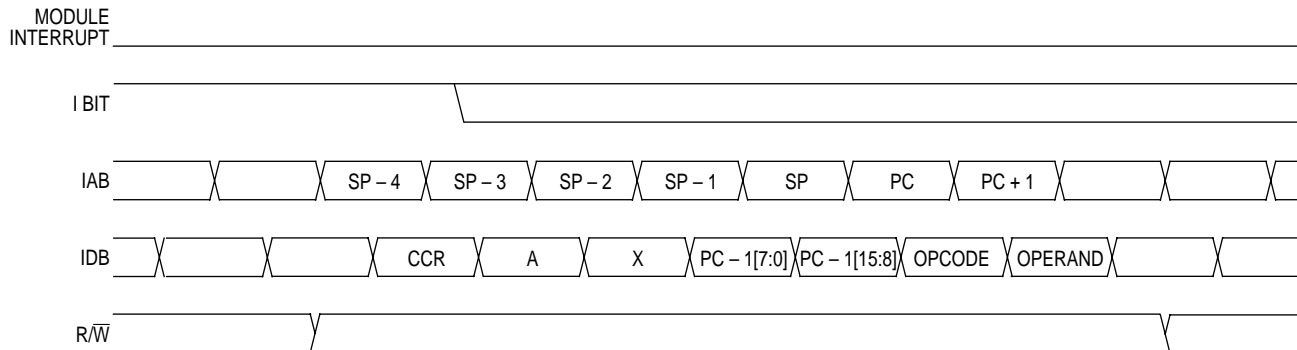 MODULE
INTERRUPT
I BIT
IAB SP – 4 SP – 3 SP – 2 SP – 1 SP PC PC + 1
IDB CCR A X PC – 1[7:0] PC – 1[15:8] OPCODE OPERAND
R/W̅